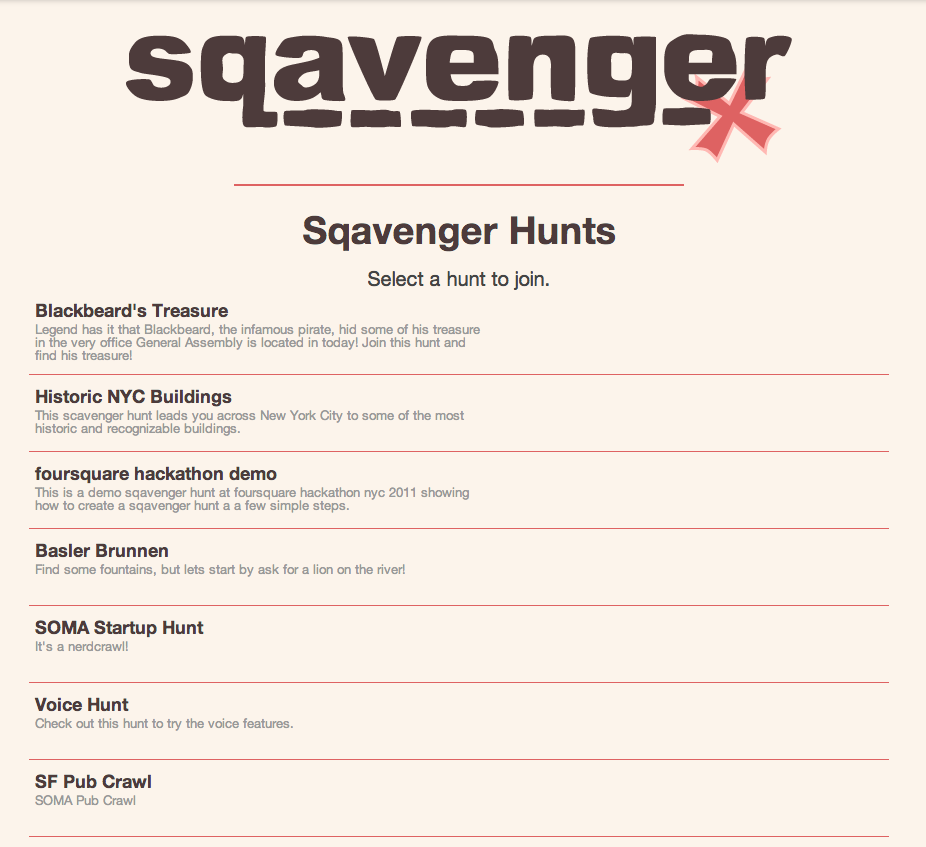 sqavenger
Sqavenger Hunts
Select a hunt to join.
Blackbeard's Treasure
Legend has it that Blackbeard, the infamous pirate, hid some of his treasure
in the very office General Assembly is located in today! Join this hunt and
find his treasure!
Historic NYC Buildings
This scavenger hunt leads you across New York City to some of the most
historic and recognizable buildings.
foursquare hackathon demo
This is a demo sqavenger hunt at foursquare hackathon nyc 2011 showing
how to create a sqavenger hunt a a few simple steps.
Basler Brunnen
Find some fountains, but lets start by ask for a lion on the river!
SOMA Startup Hunt
It's a nerdcrawl!
Voice Hunt
Check out this hunt to try the voice features.
SF Pub Crawl
SOMA Pub Crawl